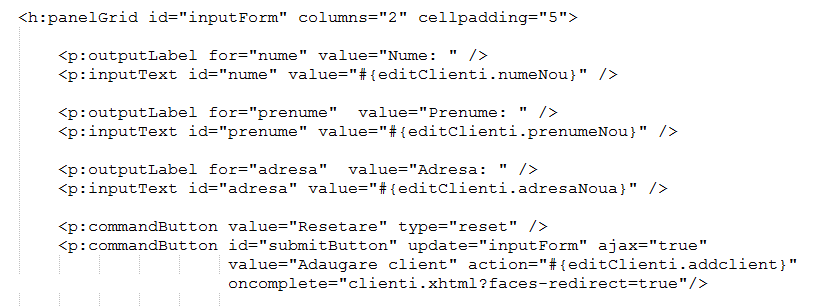 <h:panelGrid id="inputForm" columns="2" cellpadding="5">
<p:outputLabel for="nume" value="Nume: " />
<p:inputText id="nume" value="#{editClienti.numeNou}" />
<p:outputLabel for="prenume"  value="Prenume: " />
<p:inputText id="prenume" value="#{editClienti.prenumeNou}" />
<p:outputLabel for="adresa"  value="Adresa: " />
<p:inputText id="adresa" value="#{editClienti.adresaNoua}" />
<p:commandButton value="Resetare" type="reset" />
<p:commandButton id="submitButton" update="inputForm" ajax="true"
value="Adaugare client" action="#{editClienti.addclient}"
oncomplete="clienti.xhtml?faces-redirect=true"/>